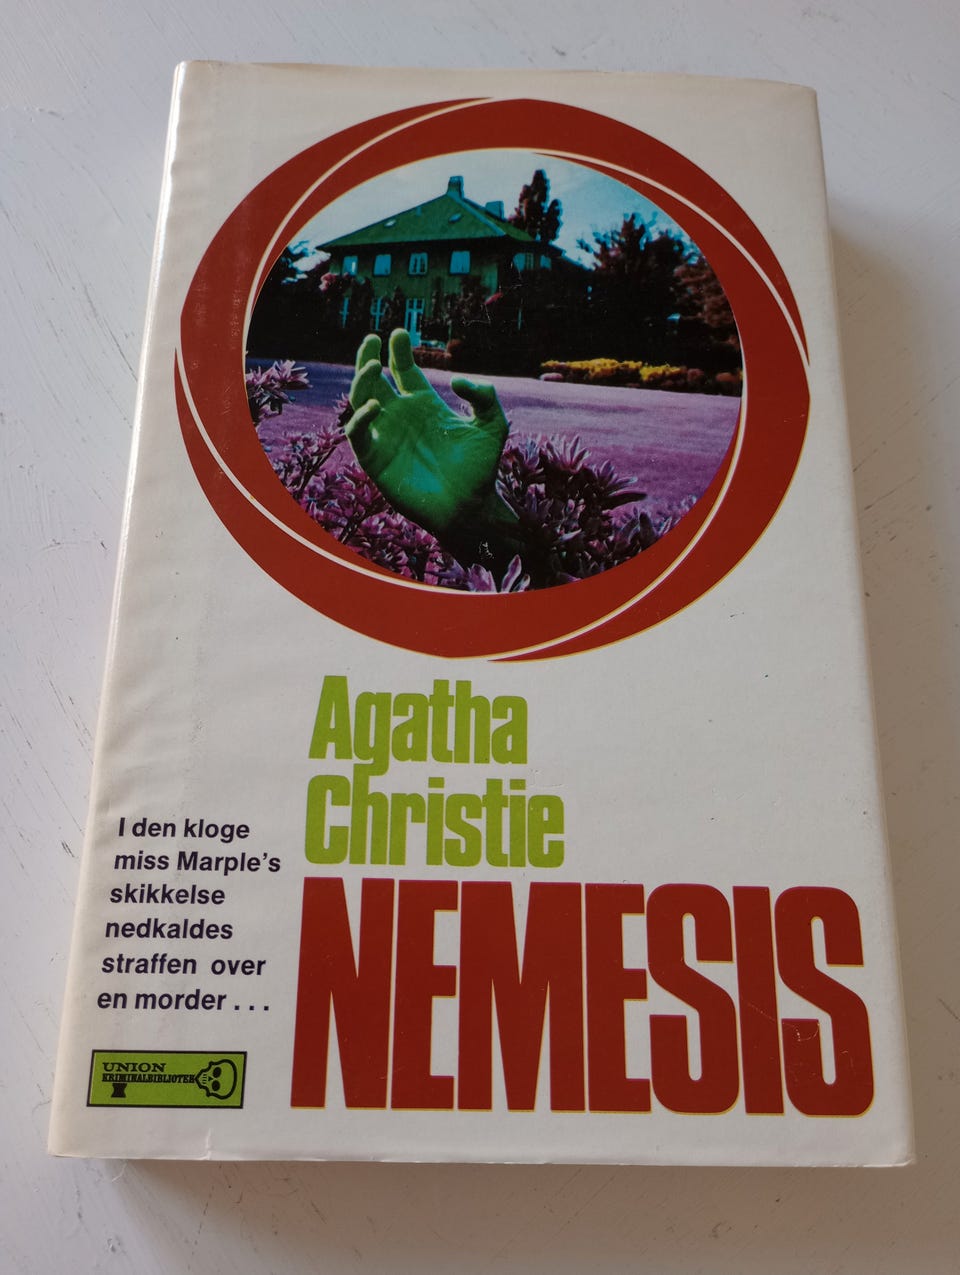 Agatha
Christie
NEMESIS
I den kloge
miss Marple's
skikkelse
nedkaldes
straffen over
en morder...
UNION
KRIMINALBIBLIOTEK